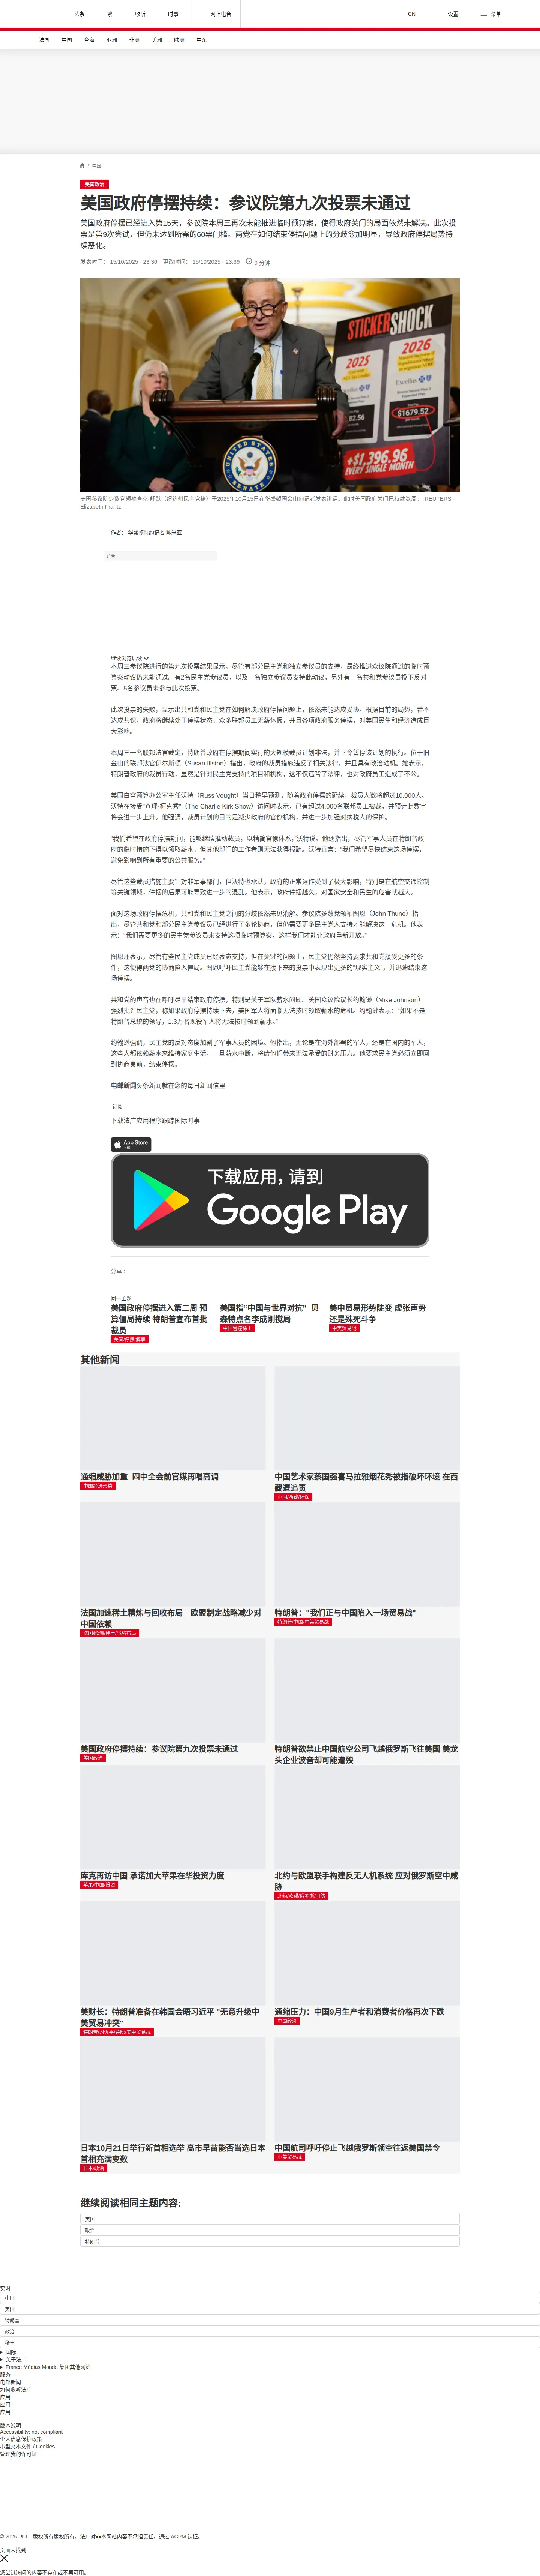 头条
繁
收听
时事
网上电台
CN
设置
菜单
法国
中国
台海
亚洲
非洲
美洲
欧洲
中东
/ 中国
美国政治
美国政府停摆持续：参议院第九次投票未通过
美国政府停摆已经进入第15天，参议院本周三再次未能推进临时预算案，使得政府关门的局面依然未解决。此次投
票是第9次尝试，但仍未达到所需的60票门槛。两党在如何结束停摆问题上的分歧愈加明显，导致政府停摆局势持
续恶化。
发表时间： 15/10/2025 - 23:36 更改时间： 15/10/2025 - 23:39 9 分钟
STICKER
SHOCK
2026
$1679.52
+$1,396.96
MORE EVERY MONTH
UNITED STATES SENATE
美国参议院少数党领袖查克·舒默（纽约州民主党籍）于2025年10月15日在华盛顿国会山向记者发表讲话。此时美国政府关门已持续数周。 REUTERS -
Elizabeth Frantz
作者： 华盛顿特约记者 陈米亚
广告
继续浏览后续
本周三参议院进行的第九次投票结果显示，尽管有部分民主党和独立参议员的支持，最终推进众议院通过的临时预
算案动议仍未能通过。有2名民主党参议员，以及一名独立参议员支持此动议，另外有一名共和党参议员投下反对
票。5名参议员未参与此次投票。
此次投票的失败，显示出共和党和民主党在如何解决政府停摆问题上，依然未能达成妥协。根据目前的局势，若不
达成共识，政府将继续处于停摆状态，众多联邦员工无薪休假，并且各项政府服务停摆，对美国民生和经济造成巨
大影响。
本周三一名联邦法官裁定，特朗普政府在停摆期间实行的大规模裁员计划非法，并下令暂停该计划的执行。位于旧
金山的联邦法官伊尔斯顿（Susan Illston）指出，政府的裁员措施违反了相关法律，并且具有政治动机。她表示，
特朗普政府的裁员行动，显然是针对民主党支持的项目和机构，这不仅违背了法律，也对政府员工造成了不公。
美国白宫预算办公室主任沃特（Russ Vought）当日稍早预测，随着政府停摆的延续，裁员人数将超过10,000人。
沃特在接受"查理·柯克秀"（The Charlie Kirk Show）访问时表示，已有超过4,000名联邦员工被裁，并预计此数字
将会进一步上升。他强调，裁员计划的目的是减少政府的官僚机构，并进一步加强对纳税人的保护。
"我们希望在政府停摆期间，能够继续推动裁员，以精简官僚体系。"沃特说。他还指出，尽管军事人员在特朗普政
府的临时措施下得以领取薪水，但其他部门的工作者则无法获得报酬。沃特直言："我们希望尽快结束这场停摆，
避免影响到所有重要的公共服务。"
尽管这些裁员措施主要针对非军事部门，但沃特也承认，政府的正常运作受到了极大影响，特别是在航空交通控制
等关键领域，停摆的后果可能导致进一步的混乱。他表示，政府停摆越久，对国家安全和民生的危害就越大。
面对这场政府停摆危机，共和党和民主党之间的分歧依然未见消解。参议院多数党领袖图恩（John Thune）指
出，尽管共和党和部分民主党参议员已经进行了多轮协商，但仍需要更多民主党人支持才能解决这一危机。他表
示："我们需要更多的民主党参议员来支持这项临时预算案，这样我们才能让政府重新开放。"
图恩还表示，尽管有些民主党成员已经表态支持，但在关键的问题上，民主党仍然坚持要求共和党接受更多的条
件，这使得两党的协商陷入僵局。图恩呼吁民主党能够在接下来的投票中表现出更多的"现实主义"，并迅速结束这
场停摆。
共和党的声音也在呼吁尽早结束政府停摆，特别是关于军队薪水问题。美国众议院议长约翰逊（Mike Johnson）
强烈批评民主党，称如果政府停摆持续下去，美国军人将面临无法按时领取薪水的危机。约翰逊表示："如果不是
特朗普总统的领导，1.3万名现役军人将无法按时领到薪水。"
约翰逊强调，民主党的反对态度加剧了军事人员的困境。他指出，无论是在海外部署的军人，还是在国内的军人，
这些人都依赖薪水来维持家庭生活，一旦薪水中断，将给他们带来无法承受的财务压力。他要求民主党必须立即回
到协商桌前，结束停摆。
电邮新闻头条新闻就在您的每日新闻信里
订阅
下载法广应用程序跟踪国际时事
App Store
下载
下载应用，请到
Google Play
分享 :
同一主题
美国政府停摆进入第二周 预
算僵局持续 特朗普宣布首批
裁员
美国/停摆/解雇
美国指"中国与世界对抗" 贝
森特点名李成刚搅局
中国管控稀土
美中贸易形势陡变 虚张声势
还是殊死斗争
中美贸易战
其他新闻
通缩威胁加重 四中全会前官媒再唱高调
中国经济形势
中国艺术家蔡国强喜马拉雅烟花秀被指破坏环境 在西
藏遭追责
中国/西藏/环保
法国加速稀土精炼与回收布局 欧盟制定战略减少对
中国依赖
法国/欧洲/稀土/战略布局
特朗普："我们正与中国陷入一场贸易战"
特朗普/中国/中美贸易战
美国政府停摆持续：参议院第九次投票未通过
美国政治
特朗普欲禁止中国航空公司飞越俄罗斯飞往美国 美龙
头企业波音却可能遭殃
库克再访中国 承诺加大苹果在华投资力度
苹果/中国/投资
北约与欧盟联手构建反无人机系统 应对俄罗斯空中威
胁
北约/欧盟/俄罗斯/国防
美财长：特朗普准备在韩国会晤习近平 "无意升级中
美贸易冲突"
特朗普/习近平/会晤/美中贸易战
通缩压力：中国9月生产者和消费者价格再次下跌
中国经济
日本10月21日举行新首相选举 高市早苗能否当选日本
首相充满变数
日本/政治
中国航司呼吁停止飞越俄罗斯领空往返美国禁令
中美贸易战
继续阅读相同主题内容:
美国
政治
特朗普
实时
中国
美国
特朗普
政治
稀土
国际
关于法广
France Médias Monde 集团其他网站
服务
电邮新闻
如何收听法广
应用
应用
应用
版本说明
Accessibility: not compliant
个人信息保护政策
小型文本文件 / Cookies
管理我的许可证
© 2025 RFI – 版权所有版权所有。法广对非本网站内容不承担责任。通过 ACPM 认证。
页面未找到
您尝试访问的内容不存在或不再可用。